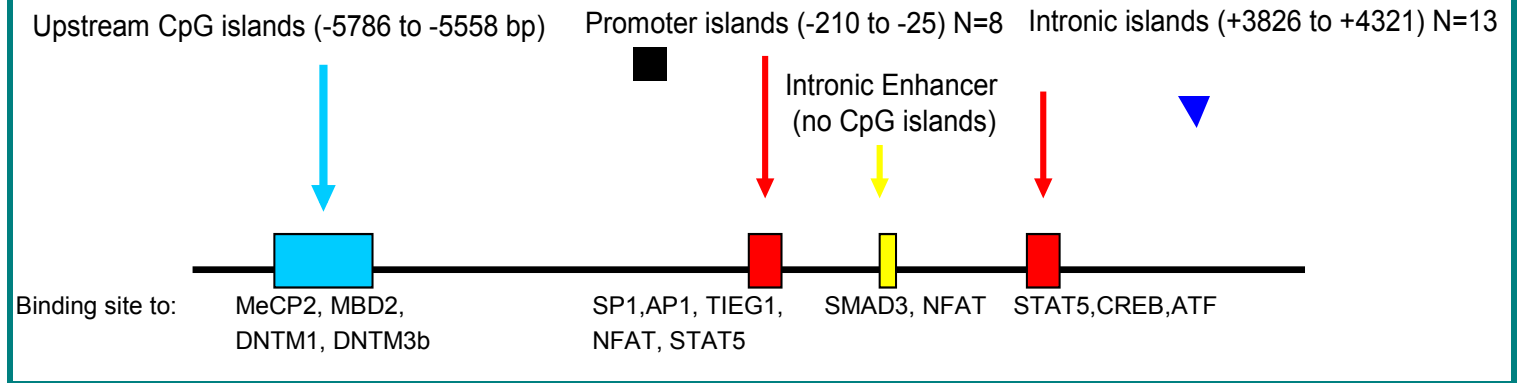 Upstream CpG islands (-5786 to -5558 bp)
Promoter islands (-210 to -25) N=8
Intronic islands (+3826 to +4321) N=13
Intronic Enhancer
(no CpG islands)
Binding site to:
MeCP2, MBD2,
DNTM1, DNTM3b
SP1,AP1, TIEG1,
NFAT, STAT5
SMAD3, NFAT
STAT5,CREB,ATF